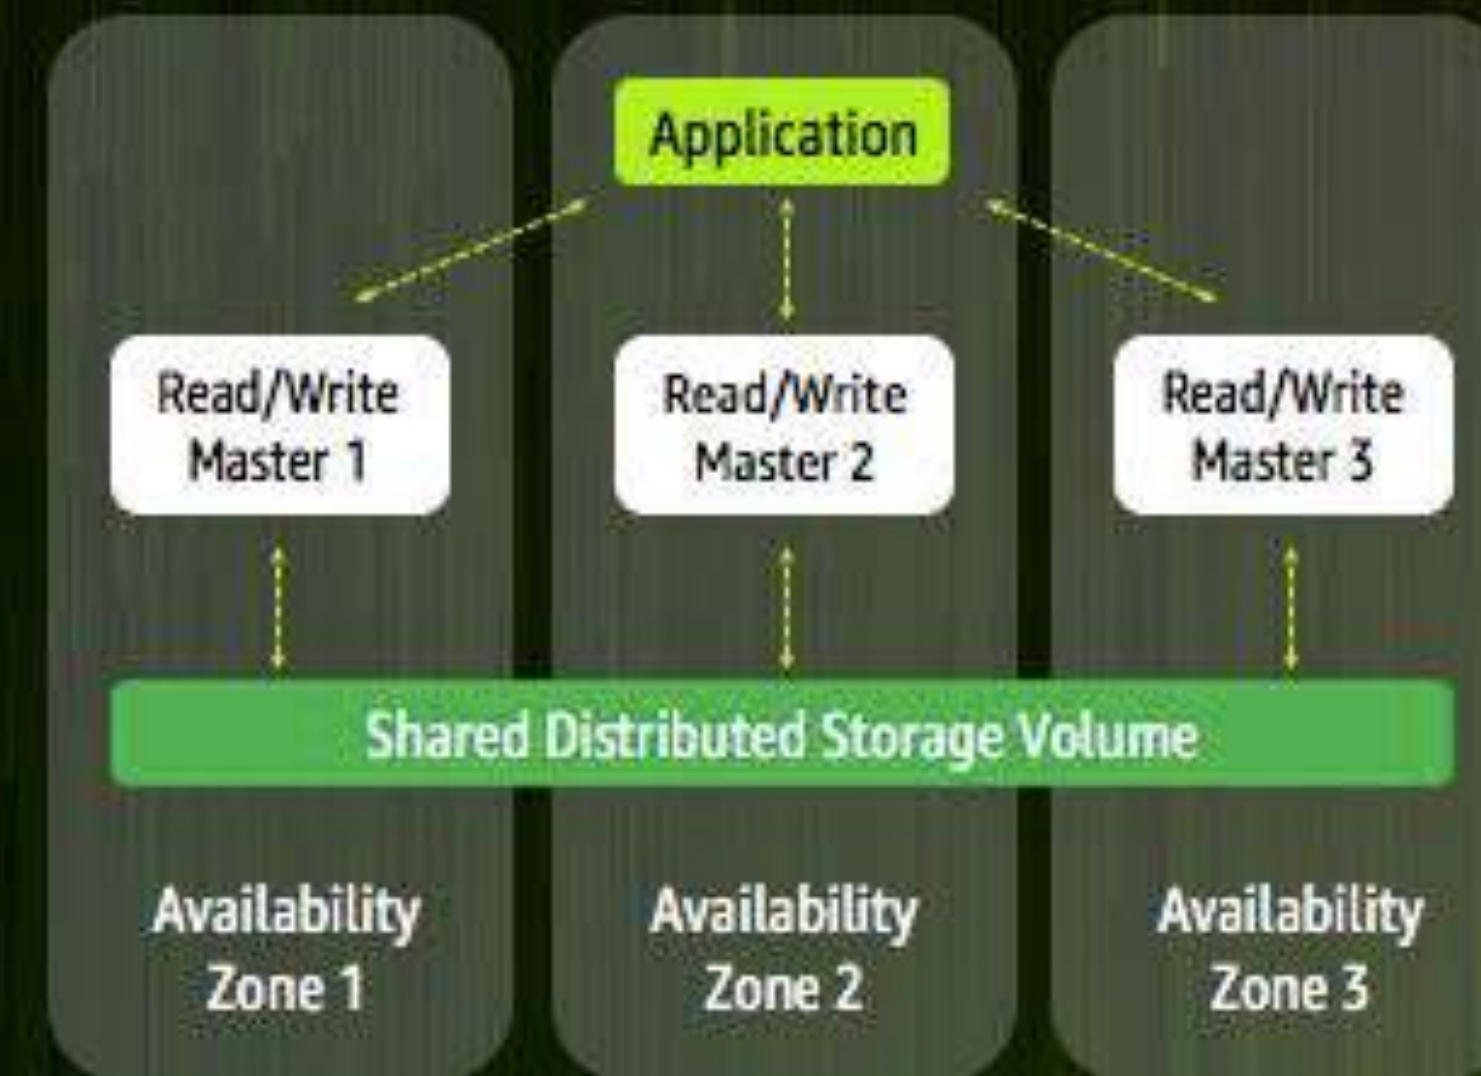 Application
Read/Write
Master 1
Read/Write
Master 2
Read/Write
Master 3
Shared Distributed Storage Volume
Availability
Zone 1
Availability
Zone 2
Availability
Zone 3